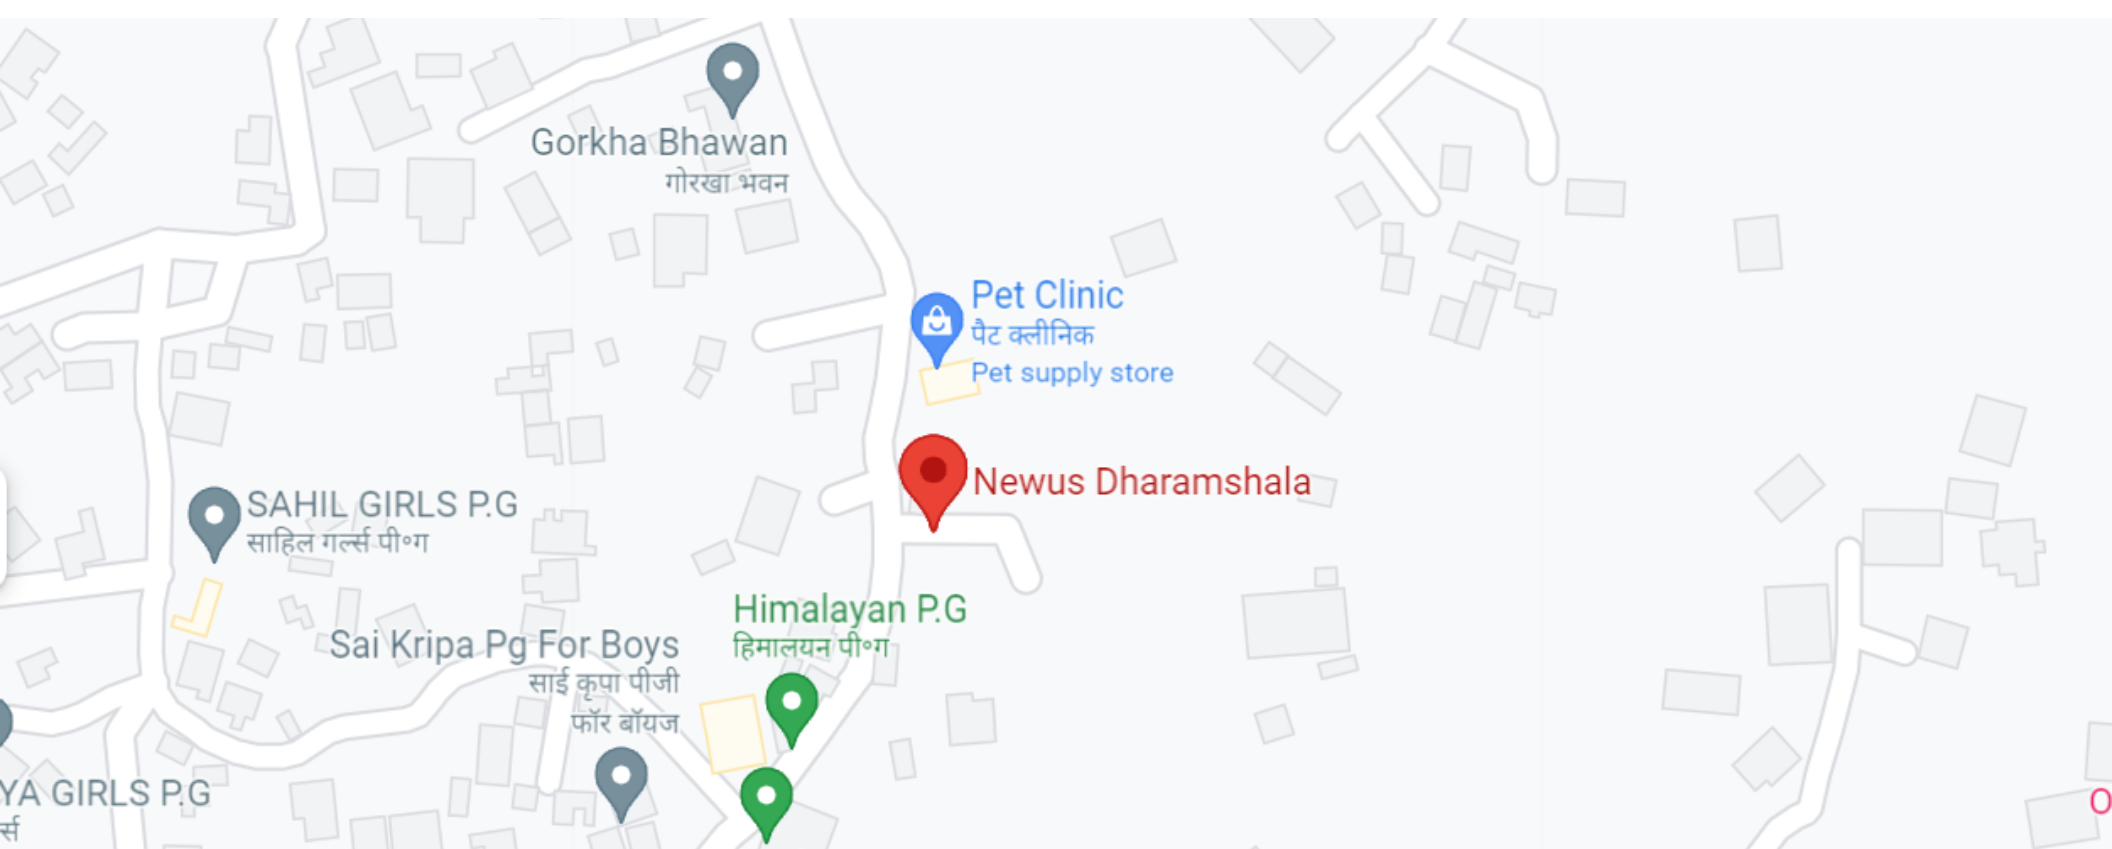 Gorkha Bhawan
गोरखा भवन
Pet Clinic
पैट क्लीनिक
Pet supply store
Newus Dharamshala
SAHIL GIRLS P.G
साहिल गर्ल्स पी॰ग
Himalayan P.G
हिमालयन पी॰ग
Sai Kripa Pg For Boys
साई कृपा पीजी
फॉर बॉयज
YA GIRLS P.G
र्स
O